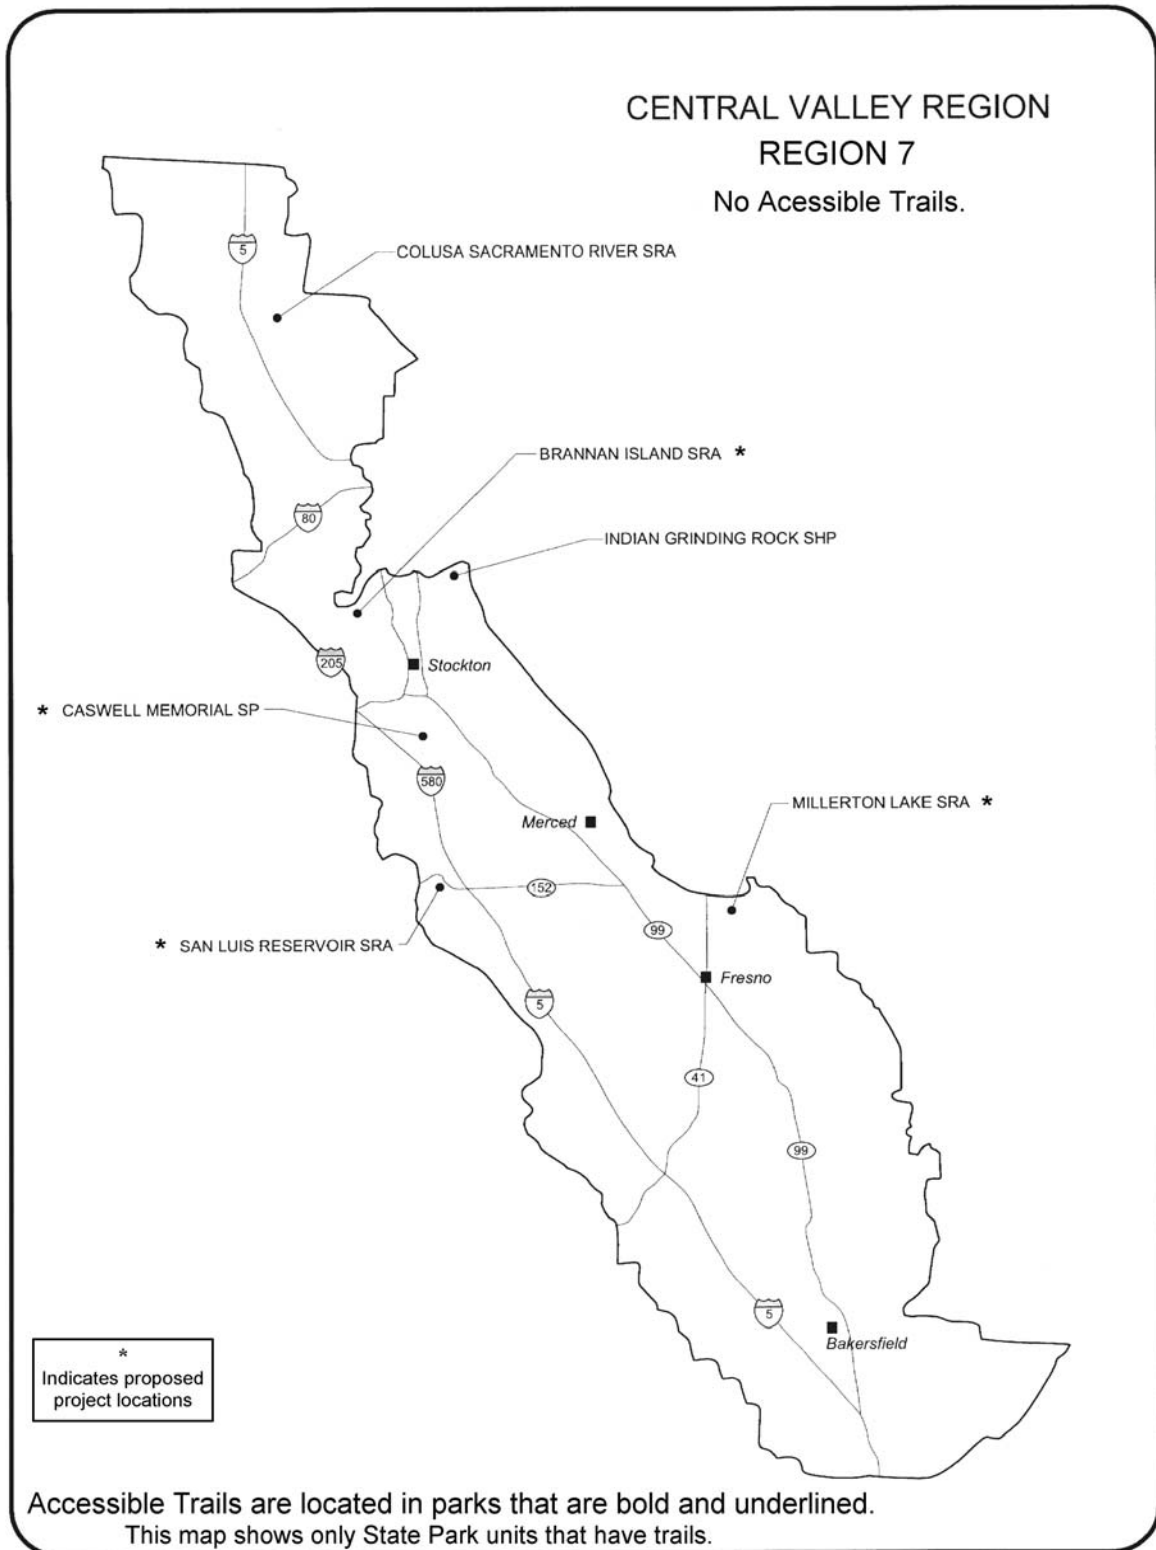 CENTRAL VALLEY REGION
REGION 7
No Acessible Trails.
5
COLUSA SACRAMENTO RIVER SRA
BRANNAN ISLAND SRA *
80
INDIAN GRINDING ROCK SHP
205
Stockton
* CASWELL MEMORIAL SP
580
MILLERTON LAKE SRA *
Merced
152
99
* SAN LUIS RESERVOIR SRA
Fresno
5
41
99
5
Bakersfield
*
Indicates proposed
project locations
Accessible Trails are located in parks that are bold and underlined.
This map shows only State Park units that have trails.